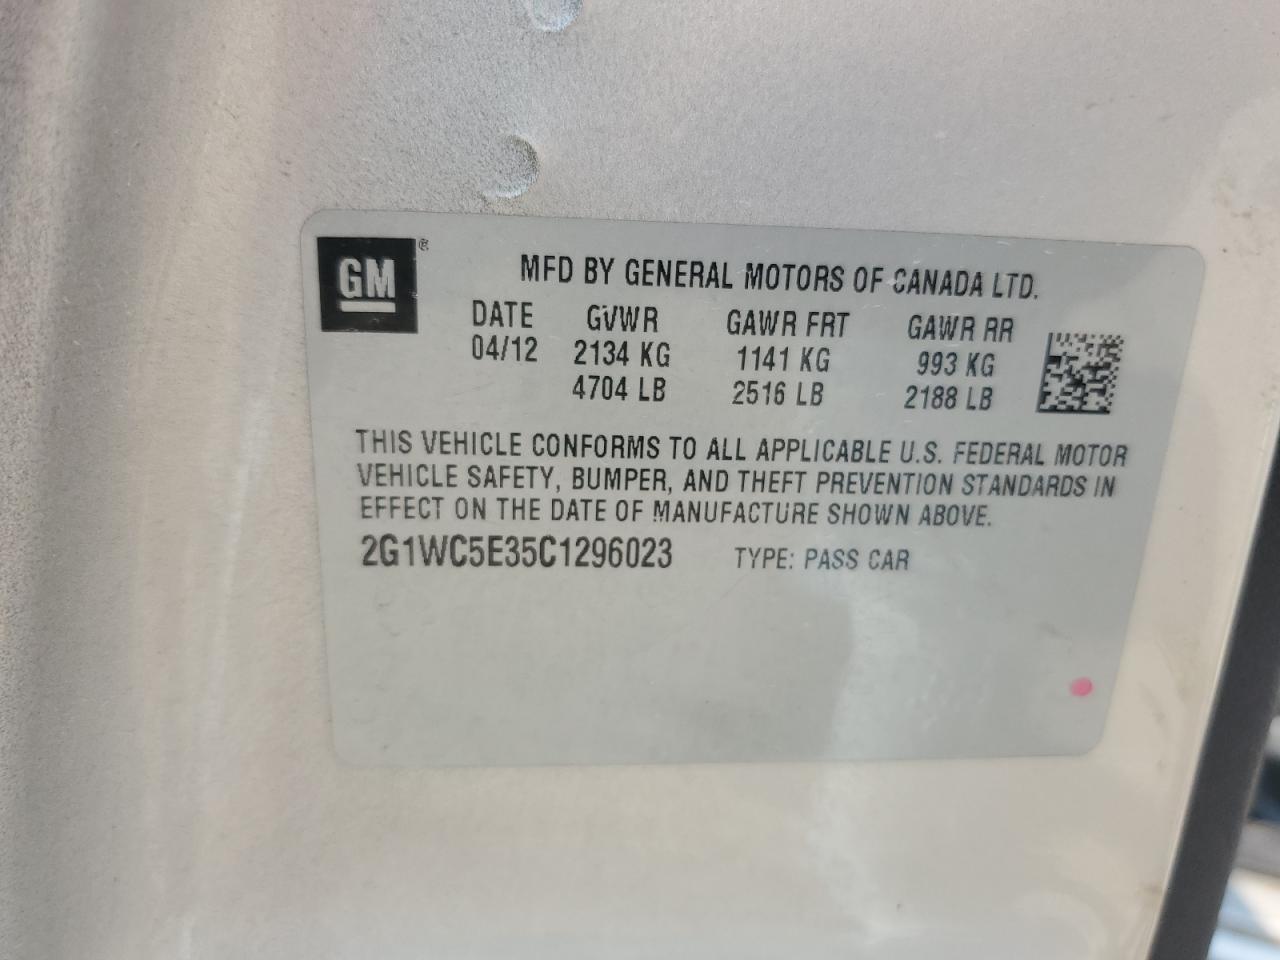 GM®
MFD BY GENERAL MOTORS OF CANADA LTD.
DATE GVWR GAWR FRT GAWR RR
04/12 2134 KG 1141 KG 993 KG
4704 LB 2516 LB 2188 LB
THIS VEHICLE CONFORMS TO ALL APPLICABLE U.S. FEDERAL MOTOR
VEHICLE SAFETY, BUMPER, AND THEFT PREVENTION STANDARDS IN
EFFECT ON THE DATE OF MANUFACTURE SHOWN ABOVE.
2G1WC5E35C1296023 TYPE: PASS CAR